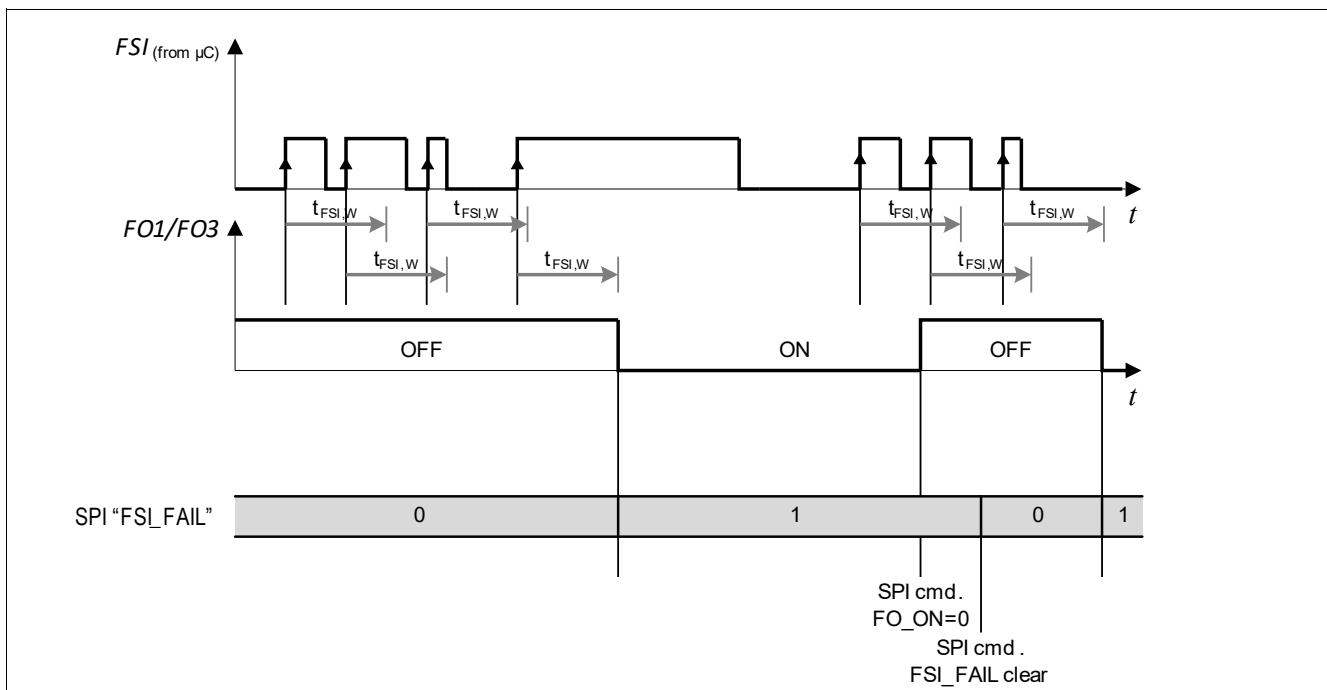 FSI (from µC)
t
tFSI,W
tFSI,W
tFSI,W
tFSI,W
FO1/FO3
tFSI,W
tFSI,W
tFSI,W
OFF
ON
OFF
t
SPI “FSI_FAIL”
0
1
0
1
SPI cmd.
FO_ON=0
SPI cmd .
FSI_FAIL clear